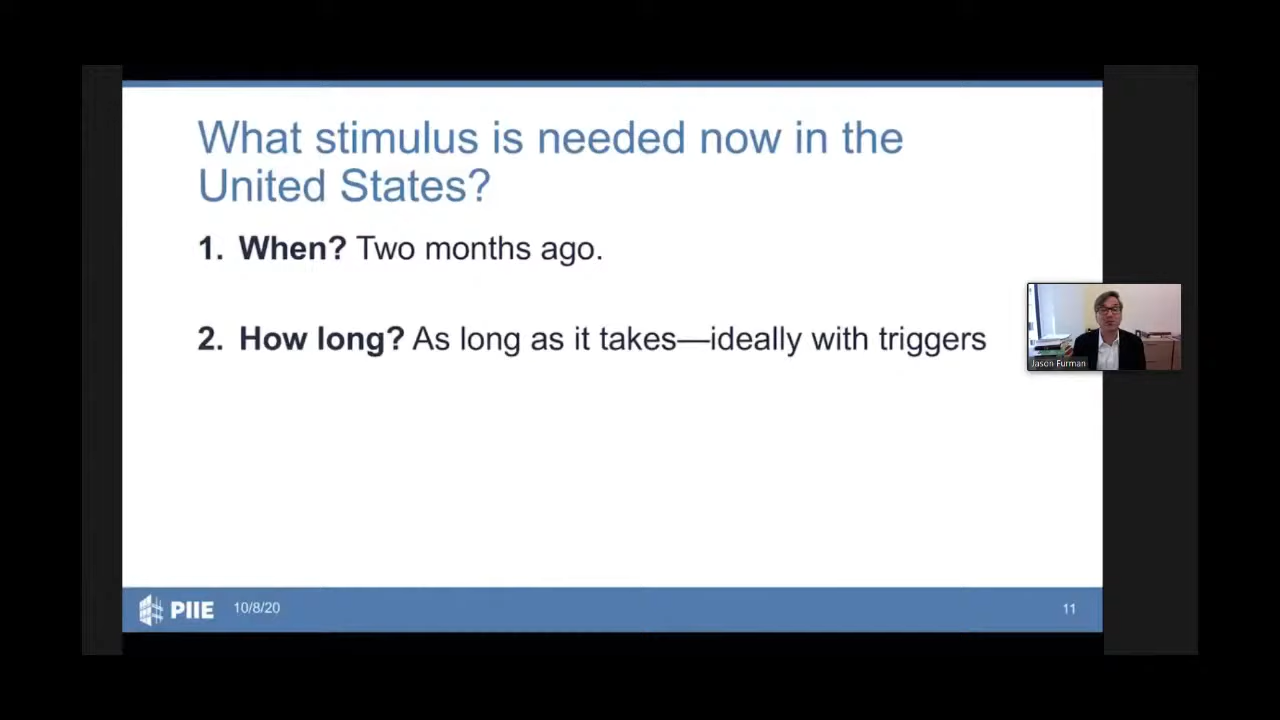 What stimulus is needed now in the
United States?
1. When? Two months ago.
2. How long? As long as it takes—ideally with triggers
Jason Furman
PIIE 10/8/20 11